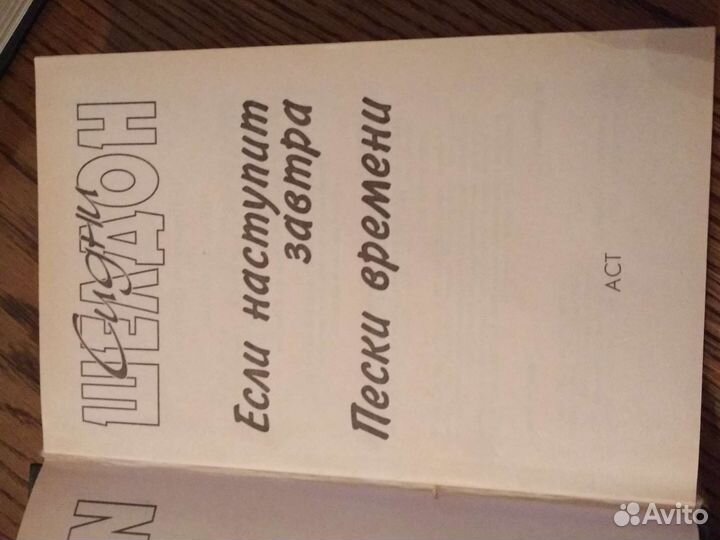 Сидни
ШЕЛДОН
Если наступит
завтра
Пески времени
АСТ
N
Avito